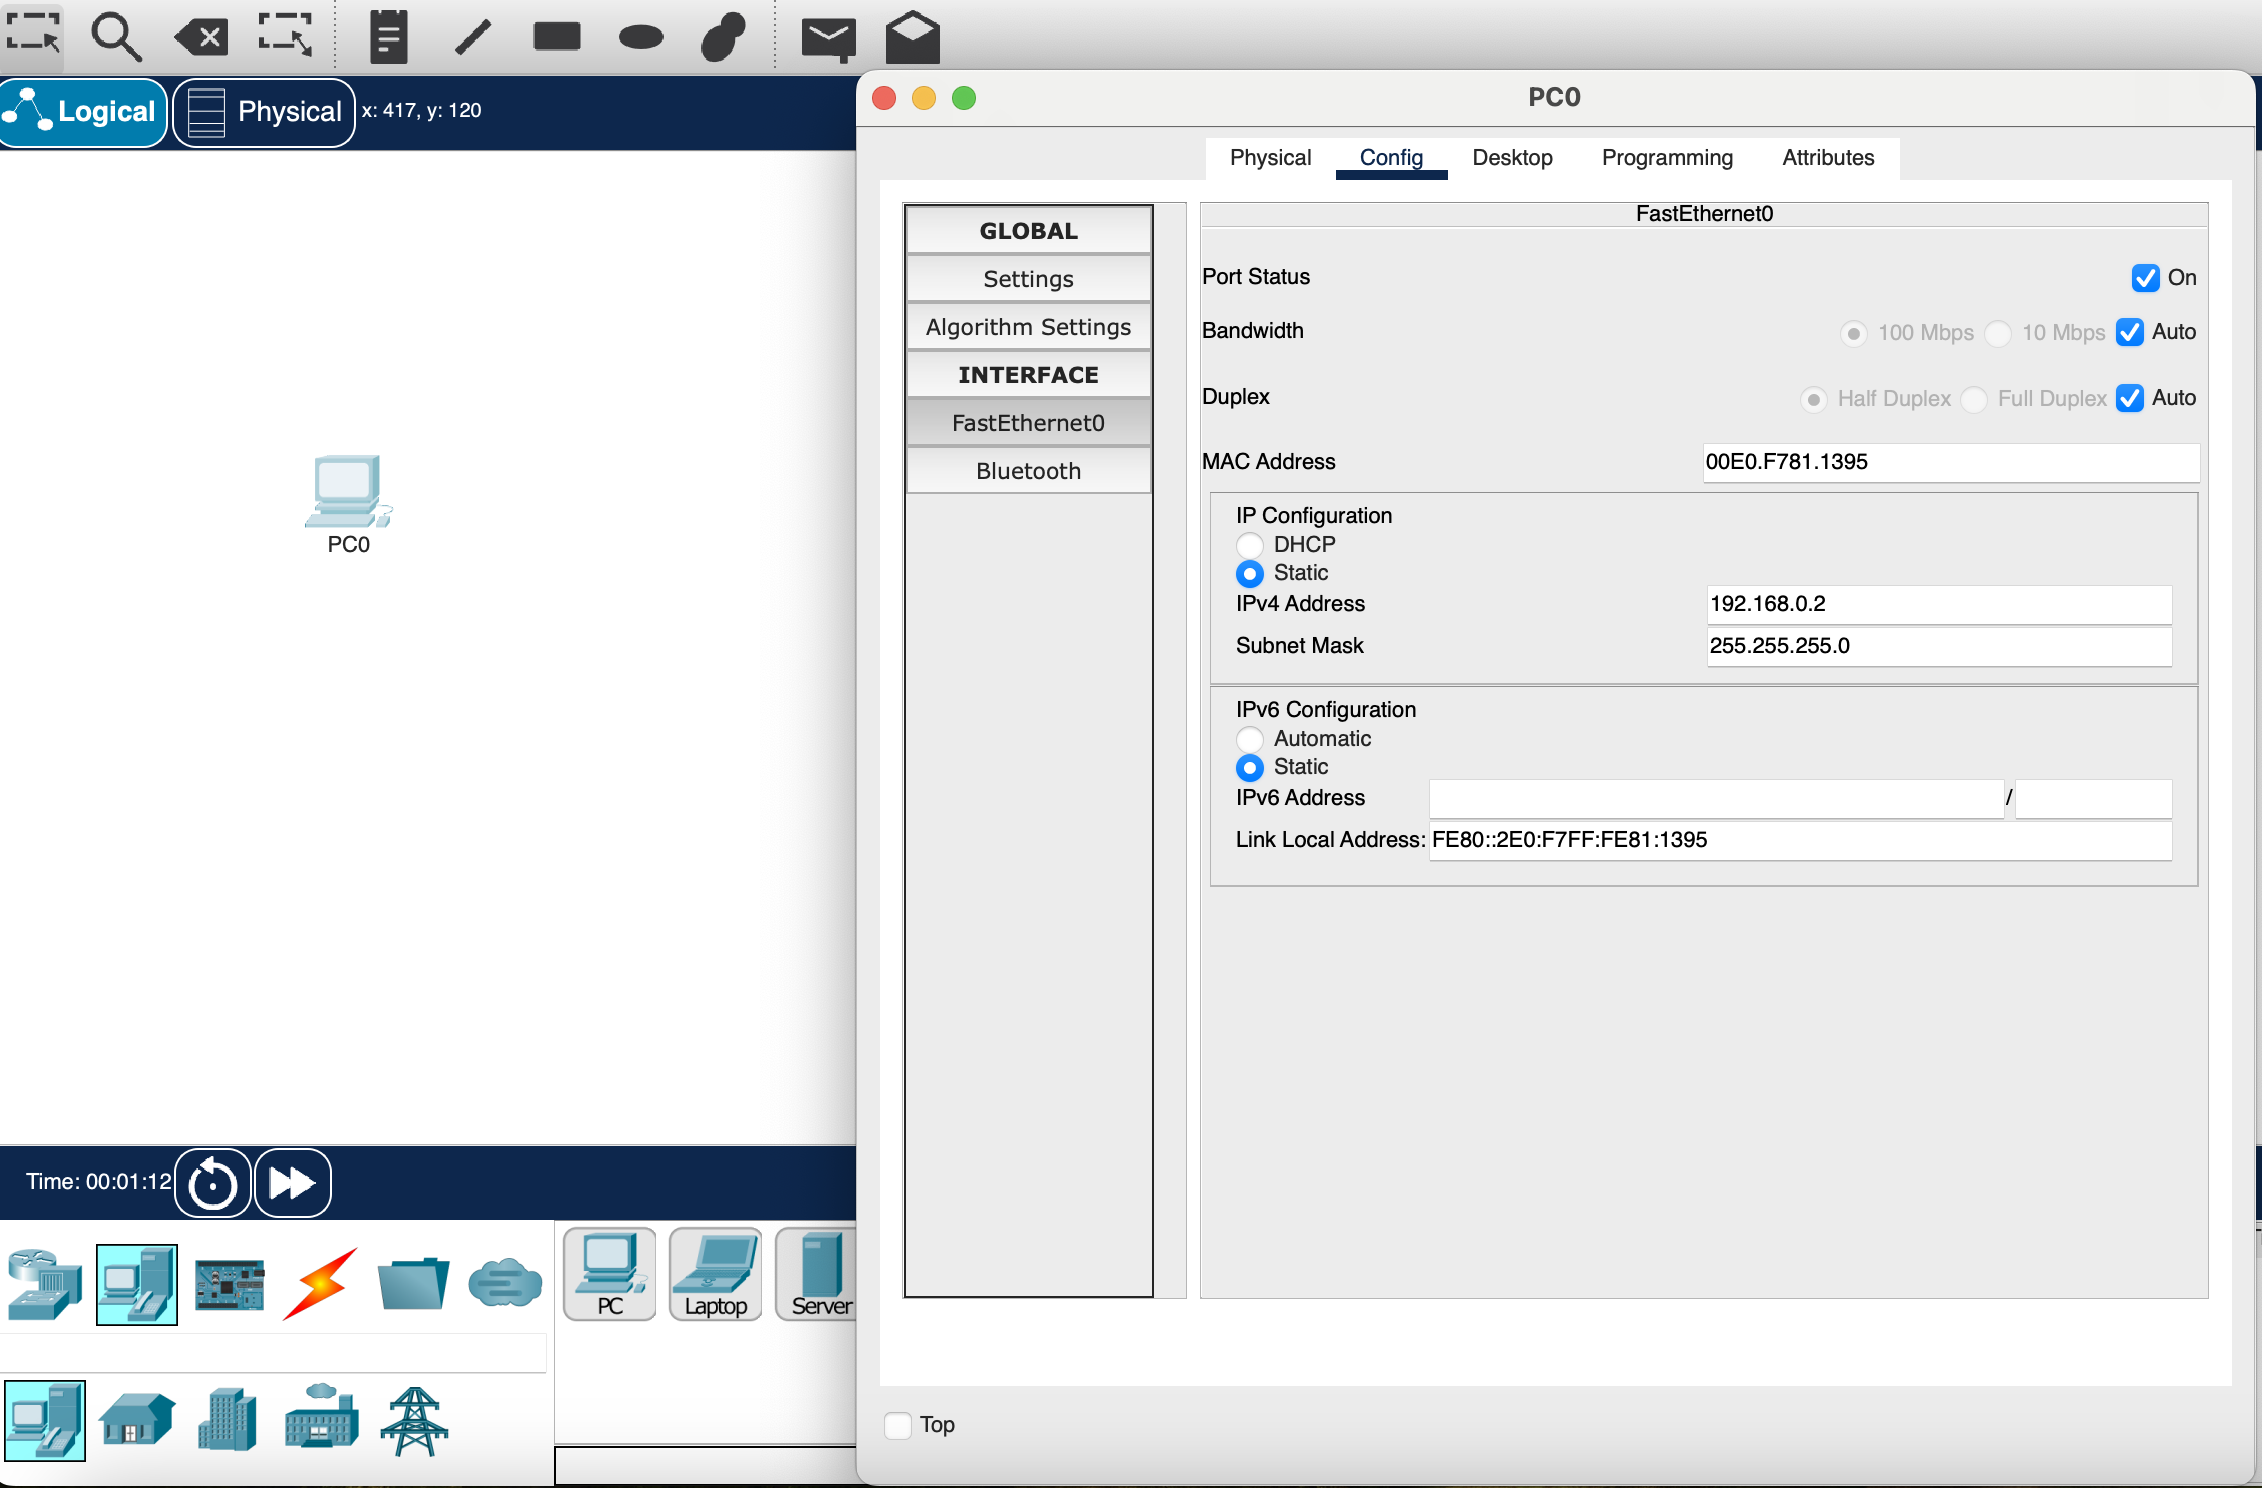 Logical
Physical
x: 417, y: 120
PC0
PC0
Physical
Config
Desktop
Programming
Attributes
GLOBAL
Settings
Algorithm Settings
INTERFACE
FastEthernet0
Bluetooth
FastEthernet0
Port Status
On
Bandwidth
100 Mbps
10 Mbps
Auto
Duplex
Half Duplex
Full Duplex
Auto
MAC Address
00E0.F781.1395
IP Configuration
DHCP
Static
IPv4 Address
192.168.0.2
Subnet Mask
255.255.255.0
IPv6 Configuration
Automatic
Static
IPv6 Address
/
Link Local Address:
FE80::2E0:F7FF:FE81:1395
Time: 00:01:12
PC
Laptop
Server
Top